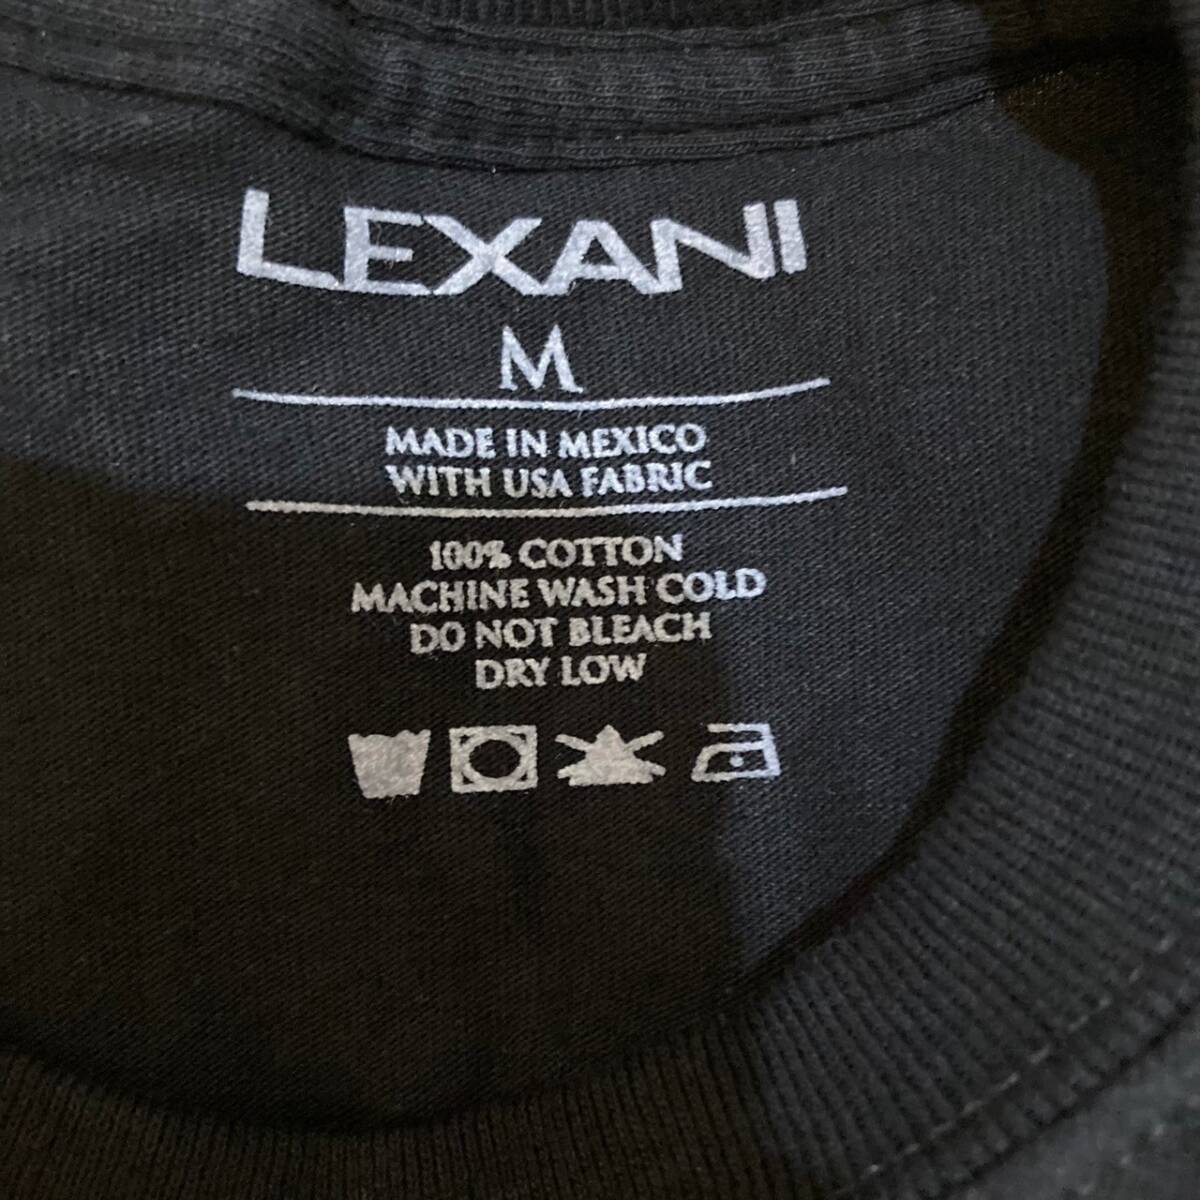 LEXANI
M
MADE IN MEXICO
WITH USA FABRIC
100% COTTON
MACHINE WASH COLD
DO NOT BLEACH
DRY LOW